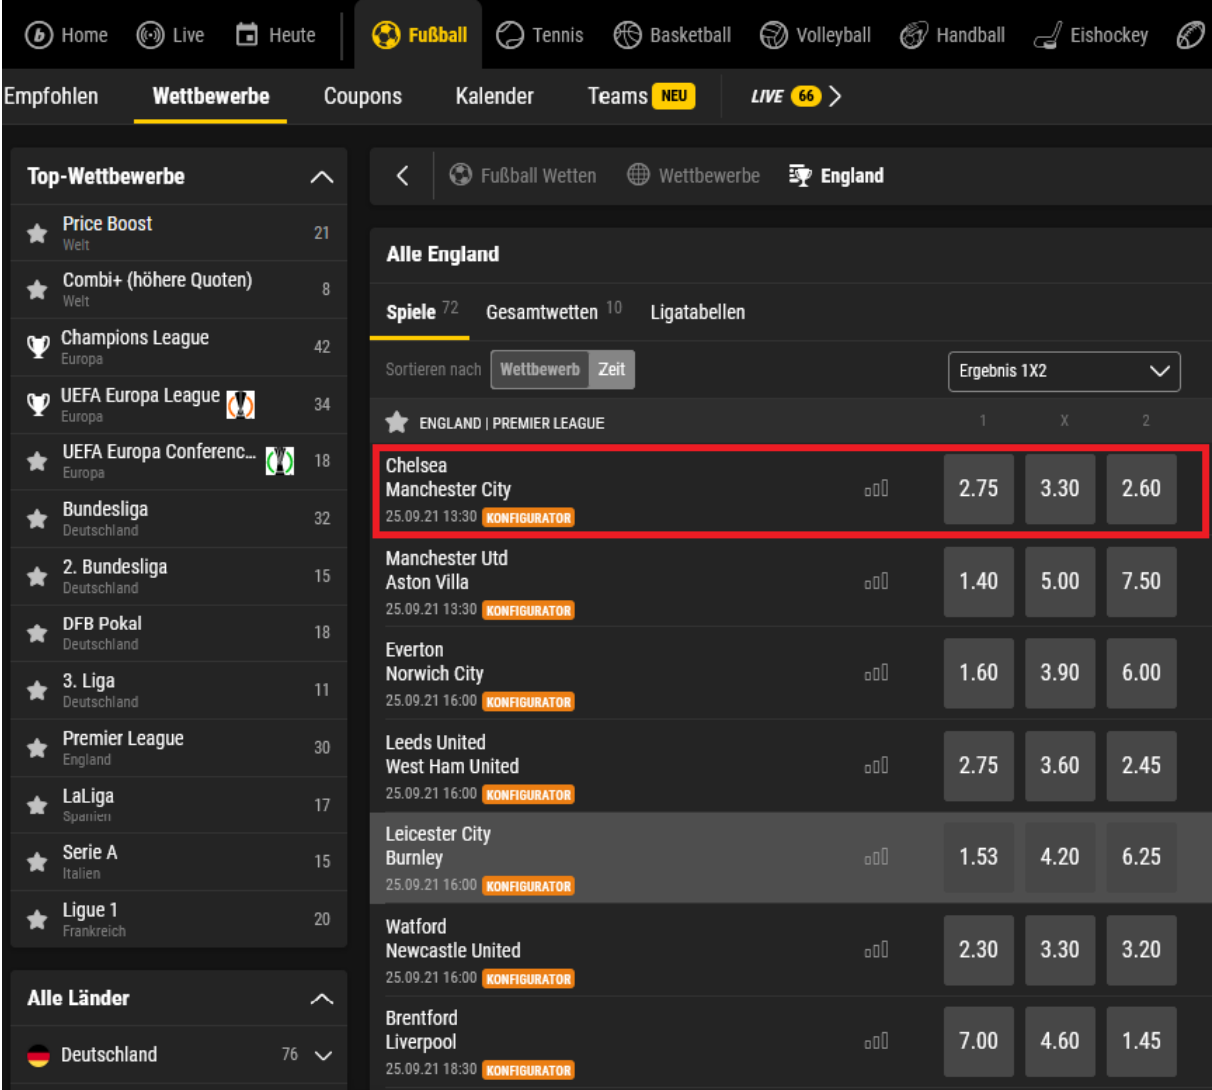 b Home Live Heute Fußball Tennis Basketball Volleyball Handball Eishockey
Empfohlen Wettbewerbe Coupons Kalender Teams NEU LIVE 66
Top-Wettbewerbe
Price Boost 21
Welt
Combi+ (höhere Quoten) 8
Welt
Champions League 42
Europa
UEFA Europa League 34
Europa
UEFA Europa Conferenc... 18
Europa
Bundesliga 32
Deutschland
2. Bundesliga 15
Deutschland
DFB Pokal 18
Deutschland
3. Liga 11
Deutschland
Premier League 30
England
LaLiga 17
Spanien
Serie A 15
Italien
Ligue 1 20
Frankreich
Alle Länder
Deutschland 76
Fußball Wetten Wettbewerbe England
Alle England
Spiele 72 Gesamtwetten 10 Ligatabellen
Sortieren nach Wettbewerb Zeit Ergebnis 1X2
ENGLAND | PREMIER LEAGUE 1 X 2
Chelsea
Manchester City 2.75 3.30 2.60
25.09.21 13:30 KONFIGURATOR
Manchester Utd
Aston Villa 1.40 5.00 7.50
25.09.21 13:30 KONFIGURATOR
Everton
Norwich City 1.60 3.90 6.00
25.09.21 16:00 KONFIGURATOR
Leeds United
West Ham United 2.75 3.60 2.45
25.09.21 16:00 KONFIGURATOR
Leicester City
Burnley 1.53 4.20 6.25
25.09.21 16:00 KONFIGURATOR
Watford
Newcastle United 2.30 3.30 3.20
25.09.21 16:00 KONFIGURATOR
Brentford
Liverpool 7.00 4.60 1.45
25.09.21 18:30 KONFIGURATOR